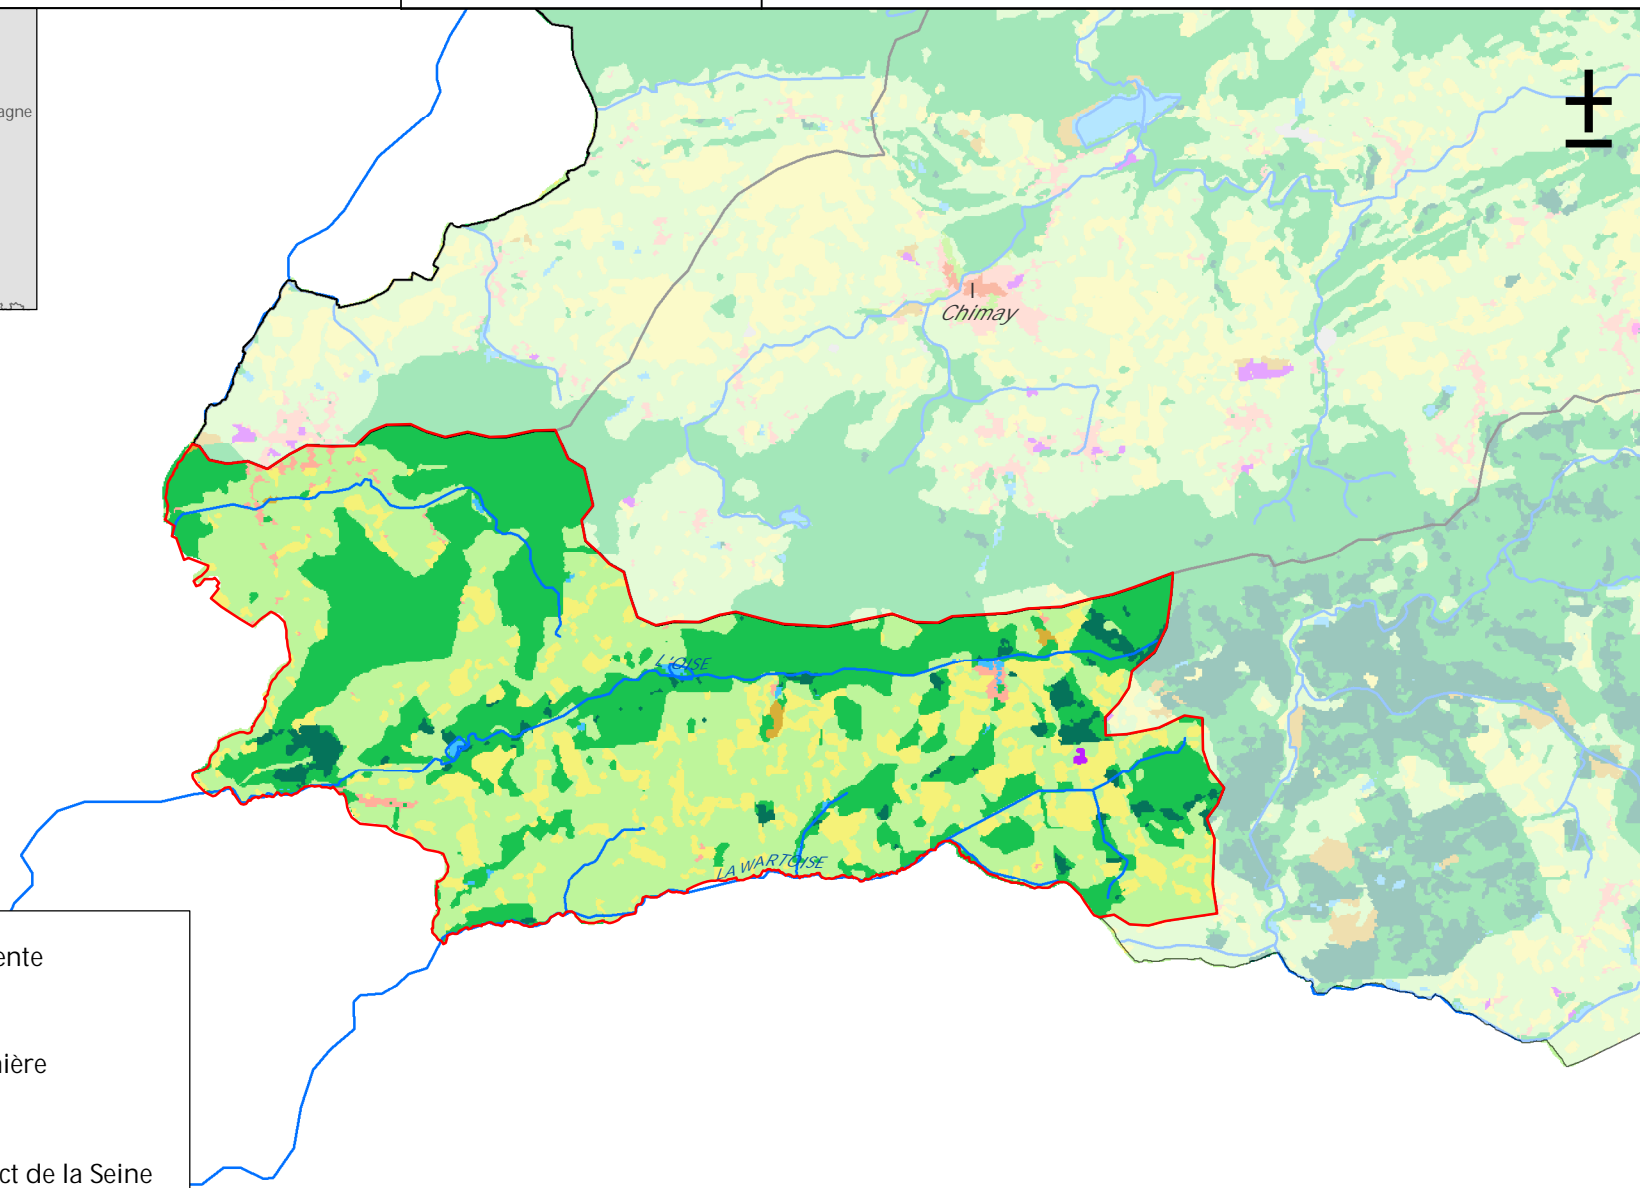 agne
Chimay
L'OISE
LA WARTOISE
ente
ière
ct de la Seine